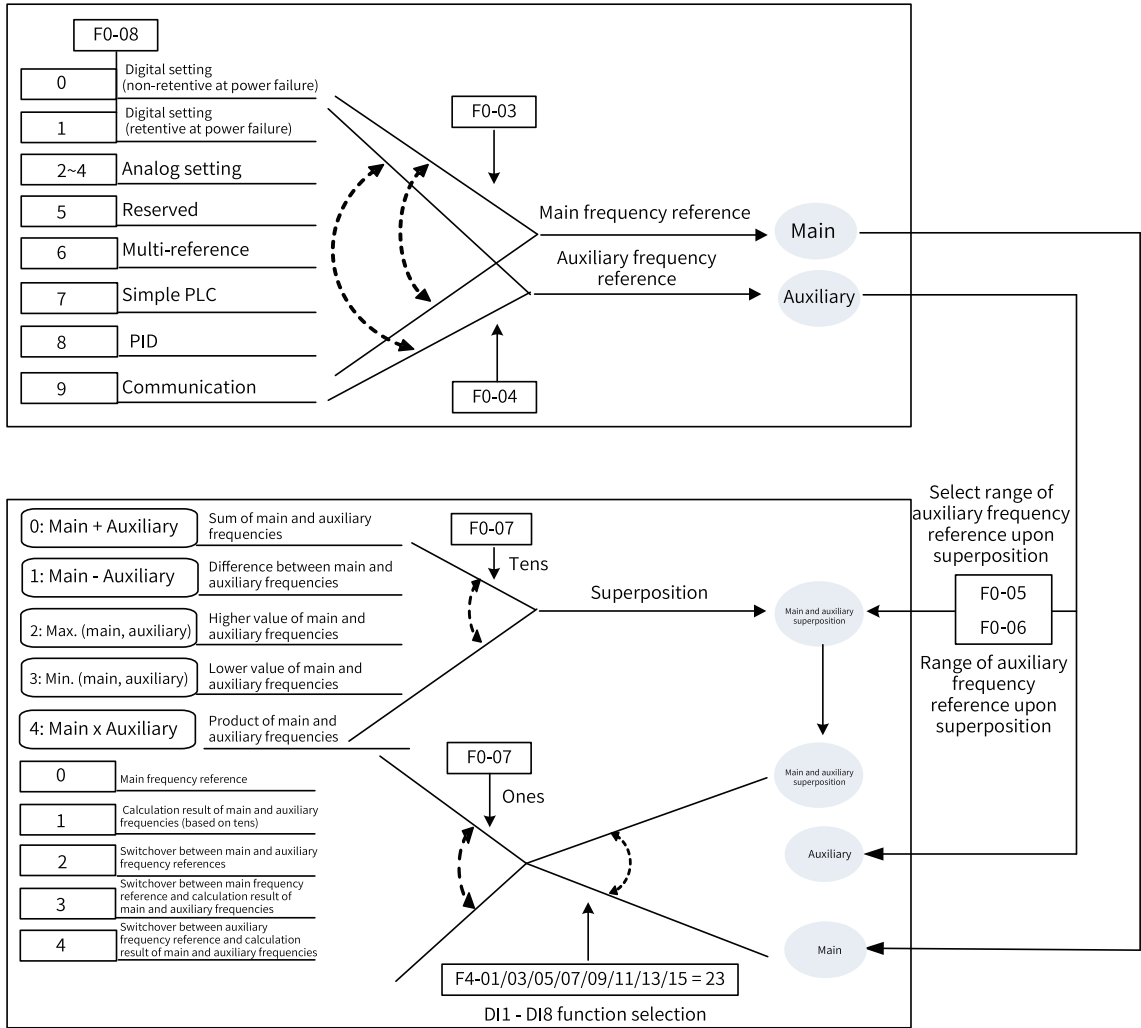 F0-08
0
Digital setting
(non-retentive at power failure)
1
Digital setting
(retentive at power failure)
2~4
Analog setting
5
Reserved
6
Multi-reference
7
Simple PLC
8
PID
9
Communication
F0-03
F0-04
Main frequency reference
Auxiliary frequency
reference
Main
Auxiliary
0: Main + Auxiliary
Sum of main and auxiliary
frequencies
1: Main - Auxiliary
Difference between main and
auxiliary frequencies
2: Max. (main, auxiliary)
Higher value of main and
auxiliary frequencies
3: Min. (main, auxiliary)
Lower value of main and
auxiliary frequencies
4: Main x Auxiliary
Product of main and
auxiliary frequencies
F0-07
Tens
Superposition
Main and auxiliary
superposition
Select range of
auxiliary frequency
reference upon
superposition
F0-05
F0-06
Range of auxiliary
frequency
reference upon
superposition
0
Main frequency reference
1
Calculation result of main and auxiliary
frequencies (based on tens)
2
Switchover between main and auxiliary
frequency references
3
Switchover between main frequency
reference and calculation result of
main and auxiliary frequencies
4
Switchover between auxiliary
frequency reference and calculation
result of main and auxiliary frequencies
F0-07
Ones
Main and auxiliary
superposition
Auxiliary
Main
F4-01/03/05/07/09/11/13/15 = 23
DI1 - DI8 function selection